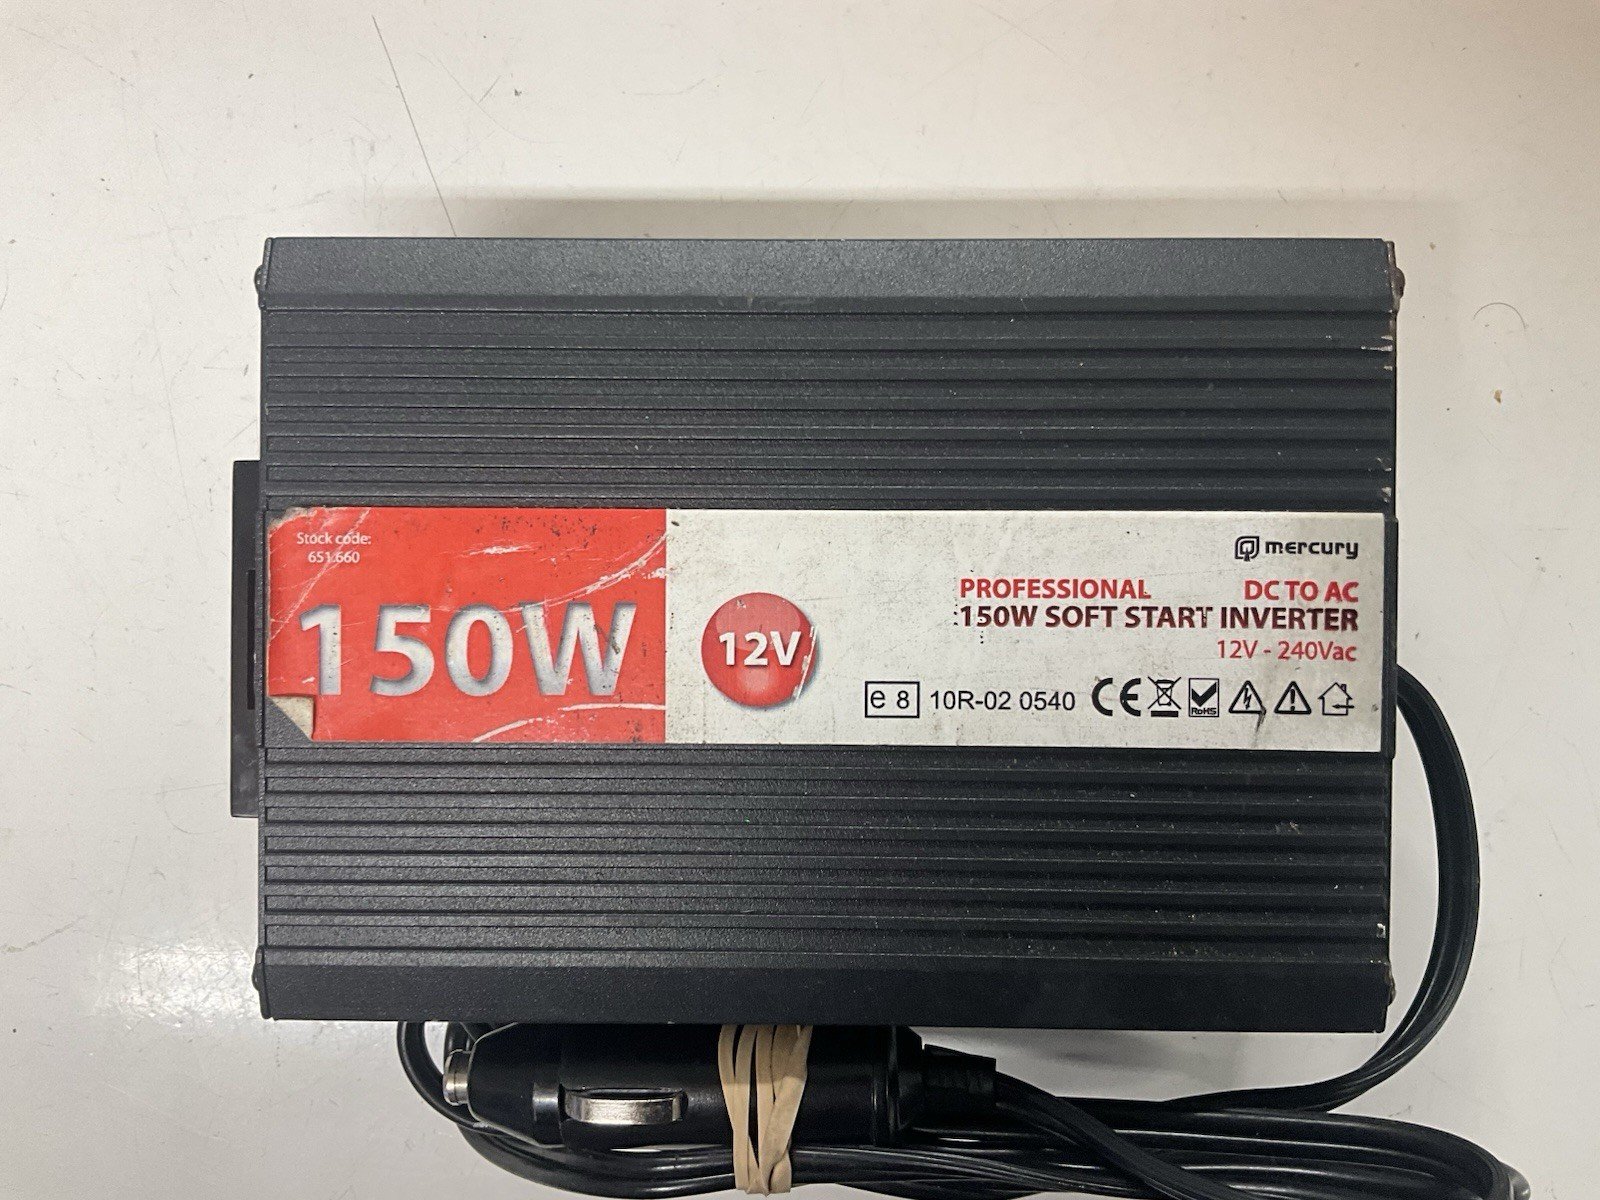 Stock code:
651.660
150W
12V
mercury
PROFESSIONAL DC TO AC
150W SOFT START INVERTER
12V - 240Vac
e 8 10R-02 0540 CE RoHS